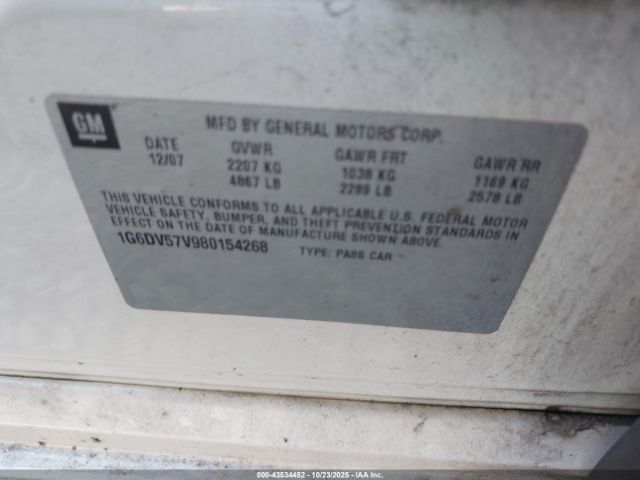 GM
MFD BY GENERAL MOTORS CORP.
DATE GVWR GAWR FRT GAWR RR
12/07 2207 KG 1038 KG 1169 KG
4867 LB 2289 LB 2578 LB
THIS VEHICLE CONFORMS TO ALL APPLICABLE U.S. FEDERAL MOTOR
VEHICLE SAFETY, BUMPER, AND THEFT PREVENTION STANDARDS IN
EFFECT ON THE DATE OF MANUFACTURE SHOWN ABOVE.
1G6DV57V980154268 TYPE: PASS CAR
000-43534452 - 10/23/2025 - © IAA, Inc.